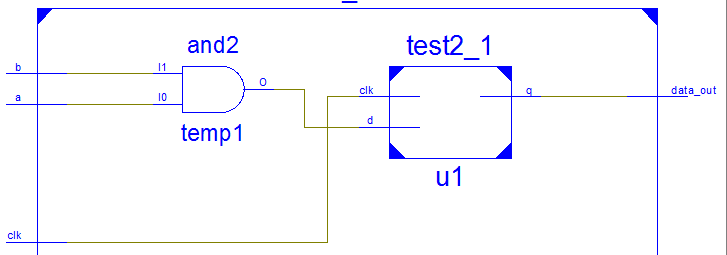 and2
test2_1
b
I1
O
clk
q
data_out
a
I0
d
temp1
u1
clk